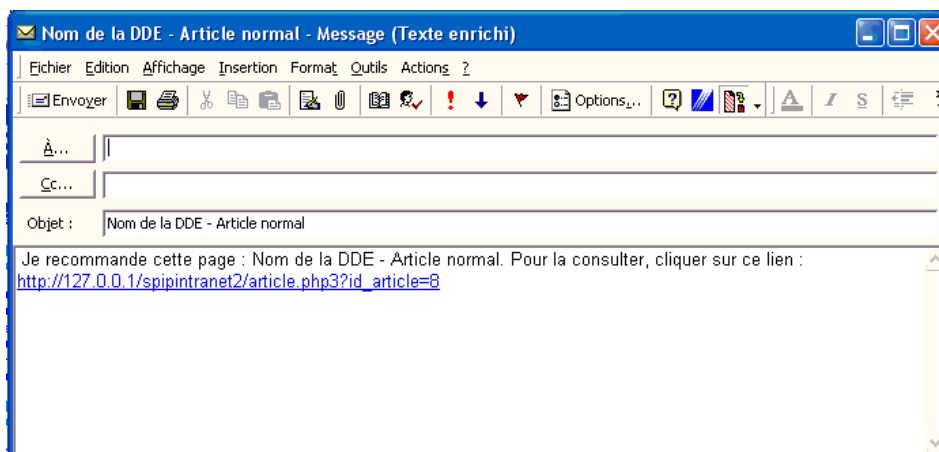 Nom de la DDE - Article normal - Message (Texte enrichi)
Fichier Edition Affichage Insertion Format Outils Actions ?
Envoyer Options... A I S
À...
Cc...
Objet : Nom de la DDE - Article normal
Je recommande cette page : Nom de la DDE - Article normal. Pour la consulter, cliquer sur ce lien :
http://127.0.0.1/spipintranet2/article.php3?id_article=8